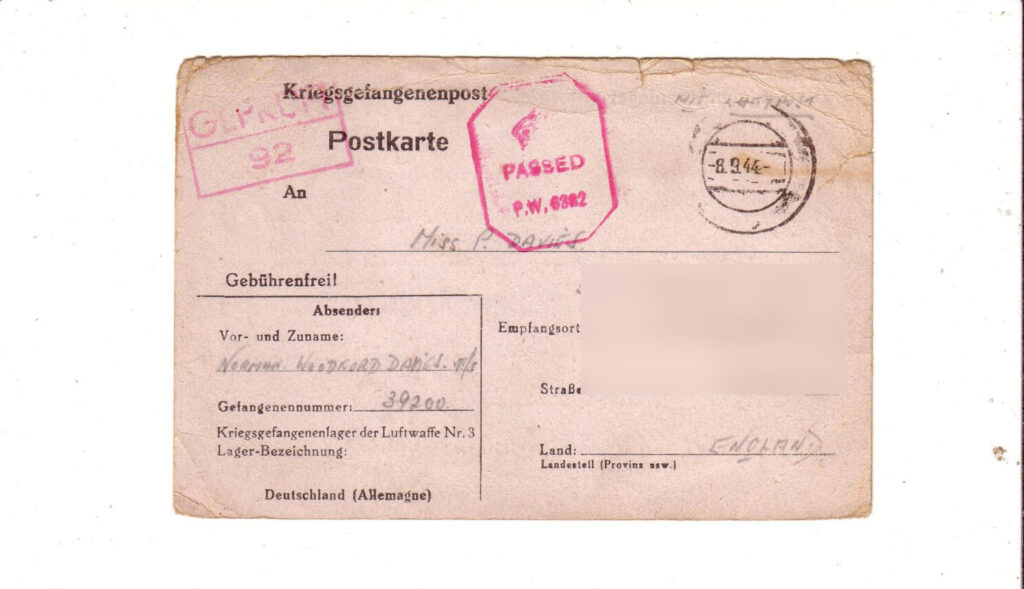 Kriegsgefangenenpost
MIT LUFTPOST
GEPRÜFT
92
Postkarte
PASSED
P.W. 6382
-8.9.44-
An
Miss P. DAVIES
Gebührenfrei!
Absender:
Vor- und Zuname:
NORMAN WOODFORD DAVIES.
Gefangenennummer: 39200
Kriegsgefangenenlager der Luftwaffe Nr. 3
Lager-Bezeichnung:
Deutschland (Allemagne)
Empfangsort
Straße
Land: ENGLAND
Landesteil (Provinz usw.)